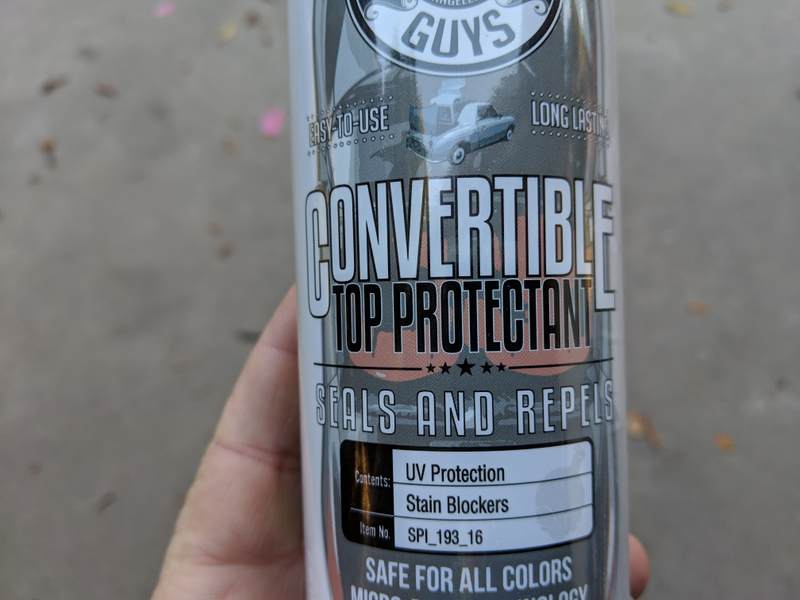 GUYS
EASY-TO-USE
LONG LASTING
CONVERTIBLE
TOP PROTECTANT
SEALS AND REPELS
Contents: UV Protection
Stain Blockers
Item No. SPI_193_16
SAFE FOR ALL COLORS